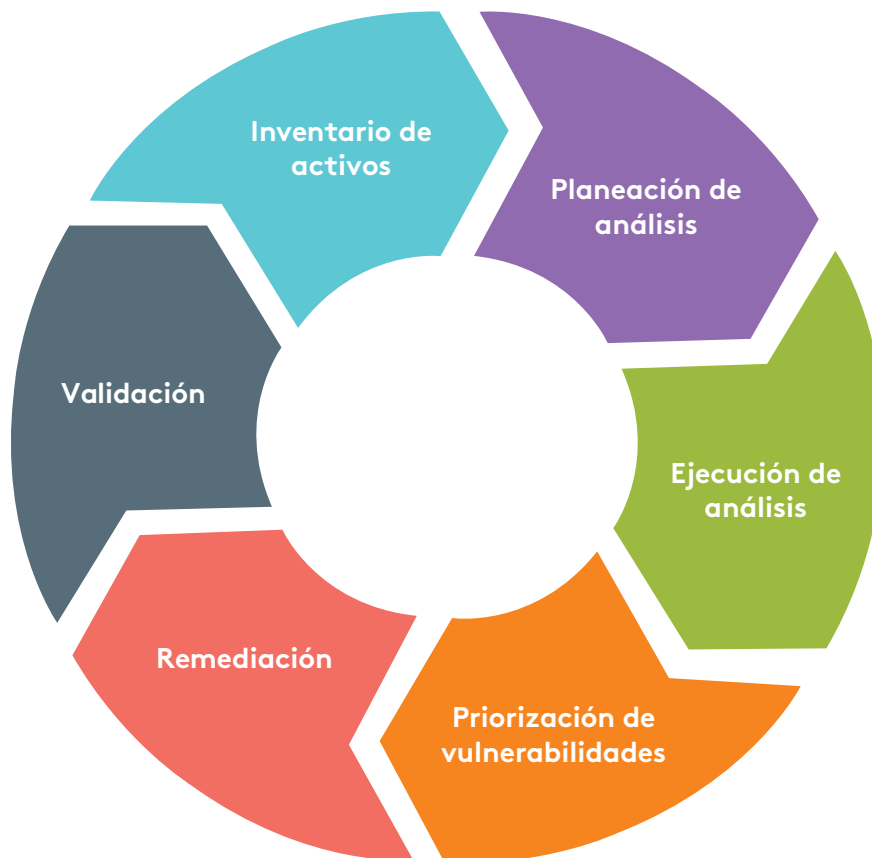 Inventario de
activos
Planeación de
análisis
Ejecución de
análisis
Priorización de
vulnerabilidades
Remediación
Validación